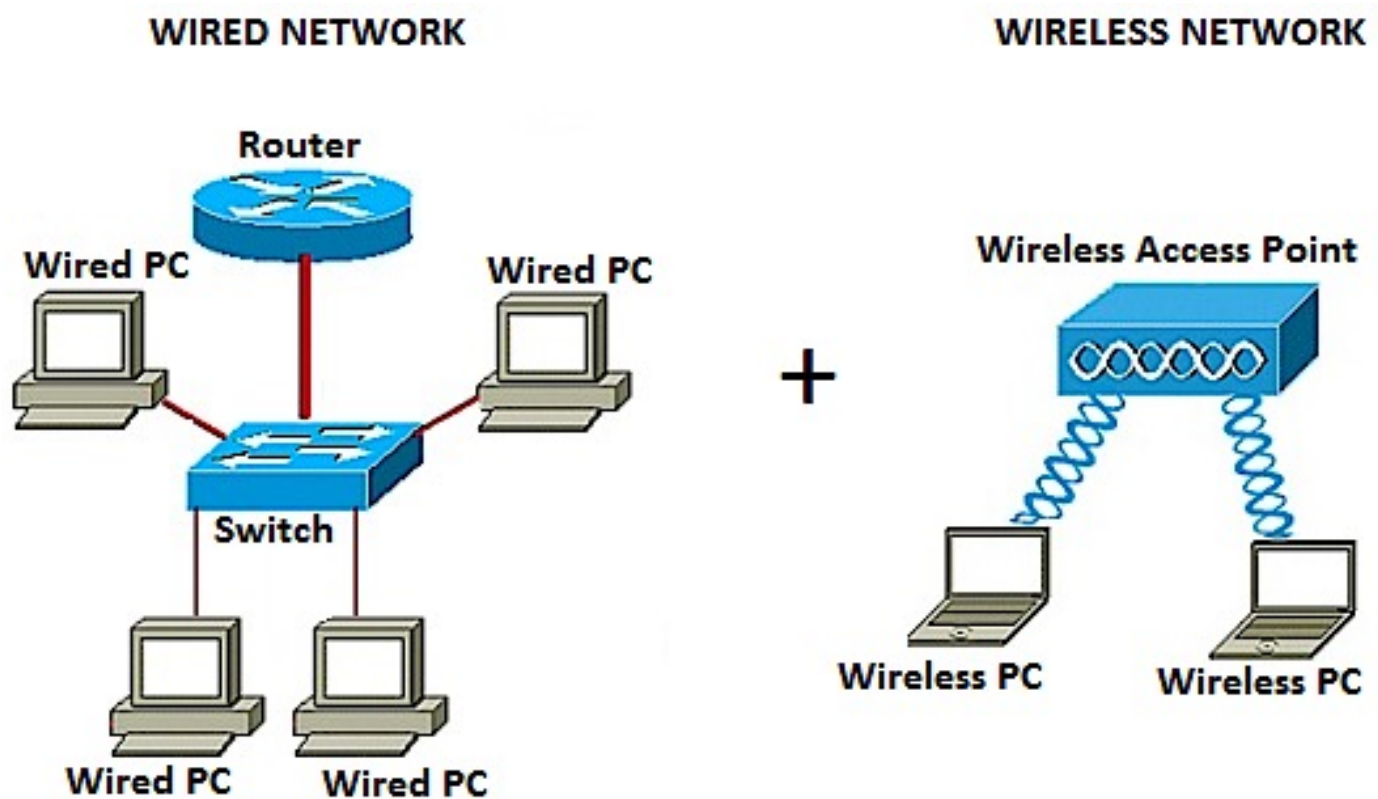 WIRED NETWORK
WIRELESS NETWORK
Router
Wired PC
Wired PC
Switch
Wired PC
Wired PC
+
Wireless Access Point
Wireless PC
Wireless PC